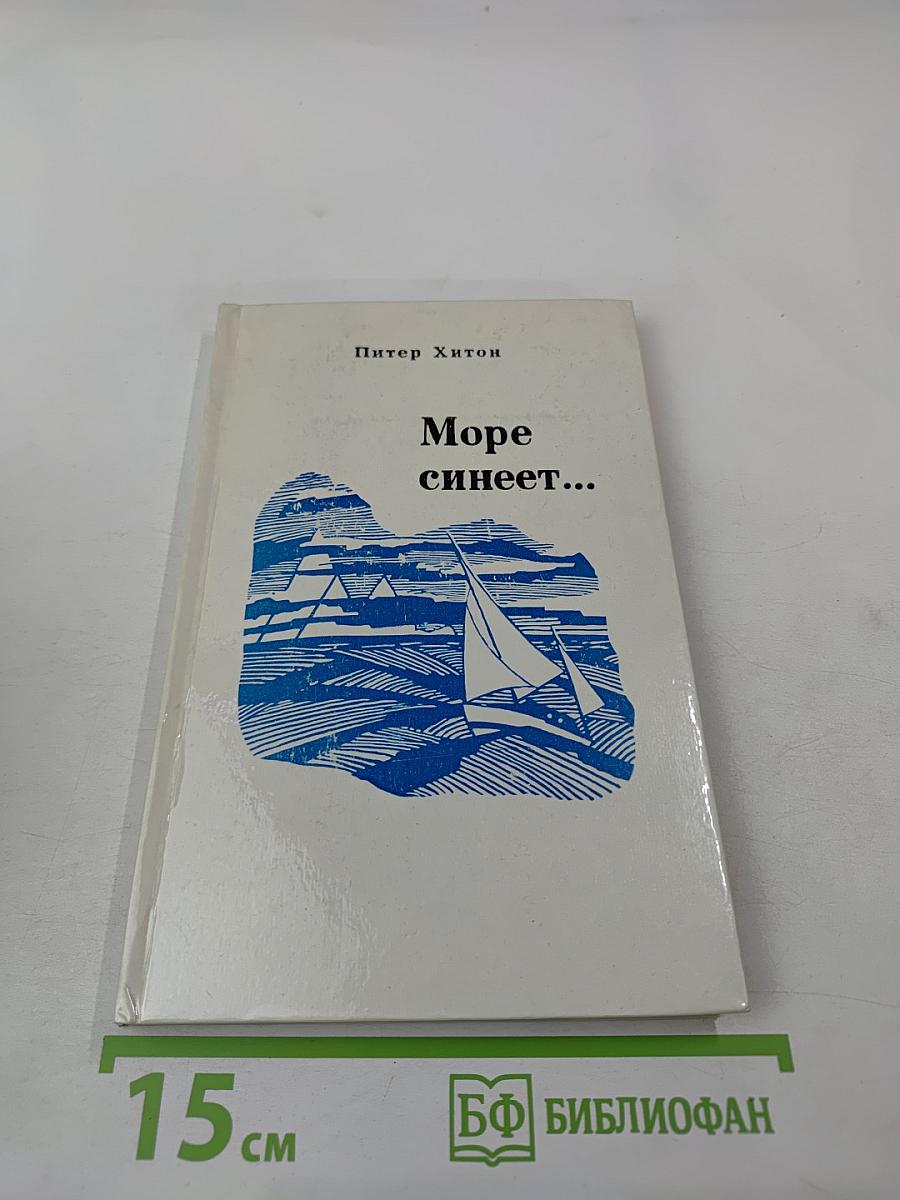 Питер Хитон
Море
синеет...
15 см
БФ БИБЛИОФАН